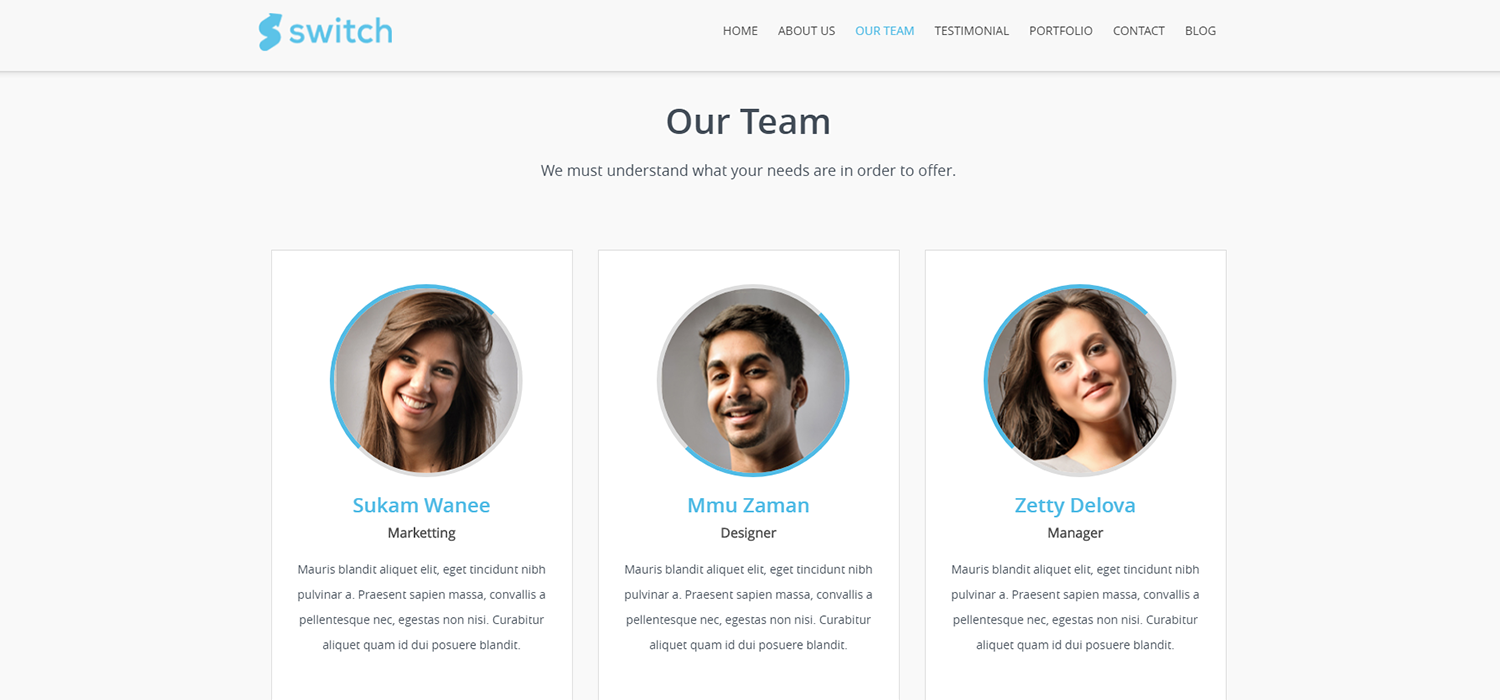 switch
HOME ABOUT US OUR TEAM TESTIMONIAL PORTFOLIO CONTACT BLOG
Our Team
We must understand what your needs are in order to offer.
Sukam Wanee
Marketting
Mauris blandit aliquet elit, eget tincidunt nibh
pulvinar a. Praesent sapien massa, convallis a
pellentesque nec, egestas non nisi. Curabitur
aliquet quam id dui posuere blandit.
Mmu Zaman
Designer
Mauris blandit aliquet elit, eget tincidunt nibh
pulvinar a. Praesent sapien massa, convallis a
pellentesque nec, egestas non nisi. Curabitur
aliquet quam id dui posuere blandit.
Zetty Delova
Manager
Mauris blandit aliquet elit, eget tincidunt nibh
pulvinar a. Praesent sapien massa, convallis a
pellentesque nec, egestas non nisi. Curabitur
aliquet quam id dui posuere blandit.